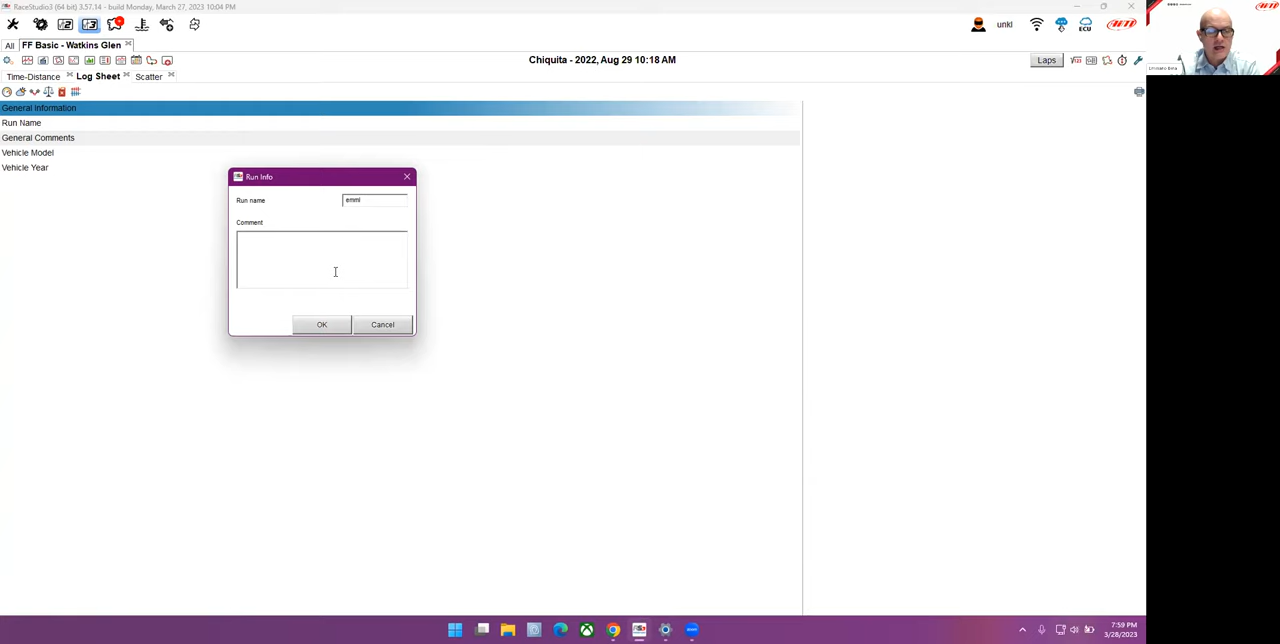 RaceStudio3 (64 bit) 3.57.14 - build Monday, March 27, 2023 10:04 PM
unkl
ECU
All
FF Basic - Watkins Glen
Chiquita - 2022, Aug 29 10:18 AM
Laps
Time-Distance
Log Sheet
Scatter
General Information
Run Name
General Comments
Vehicle Model
Vehicle Year
Run Info
Run name
emml
Comment
OK
Cancel
7:59 PM
3/28/2023